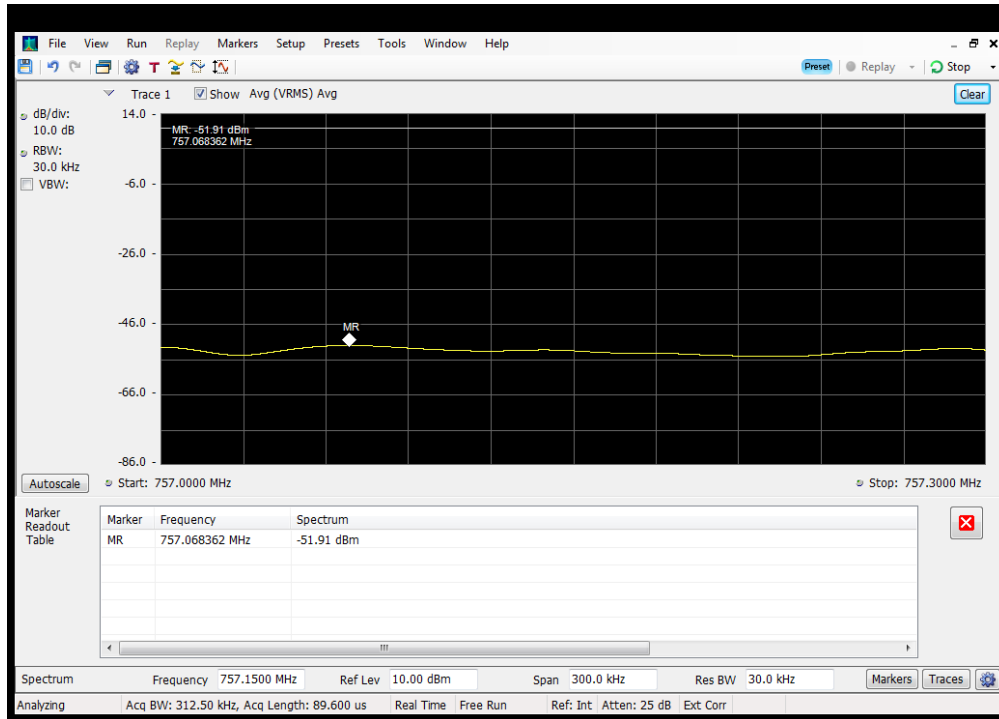 File View Run Replay Markers Setup Presets Tools Window Help
T Preset Replay Stop
Trace 1 Show Avg (VRMS) Avg Clear
dB/div:
10.0 dB
RBW:
30.0 kHz
VBW:
14.0
-6.0
-26.0
-46.0
-66.0
-86.0
MR: -51.91 dBm
757.068362 MHz
MR
Autoscale Start: 757.0000 MHz Stop: 757.3000 MHz
Marker
Readout
Table
Marker Frequency Spectrum
MR 757.068362 MHz -51.91 dBm
Spectrum Frequency 757.1500 MHz Ref Lev 10.00 dBm Span 300.0 kHz Res BW 30.0 kHz Markers Traces
Analyzing Acq BW: 312.50 kHz, Acq Length: 89.600 us Real Time Free Run Ref: Int Atten: 25 dB Ext Corr